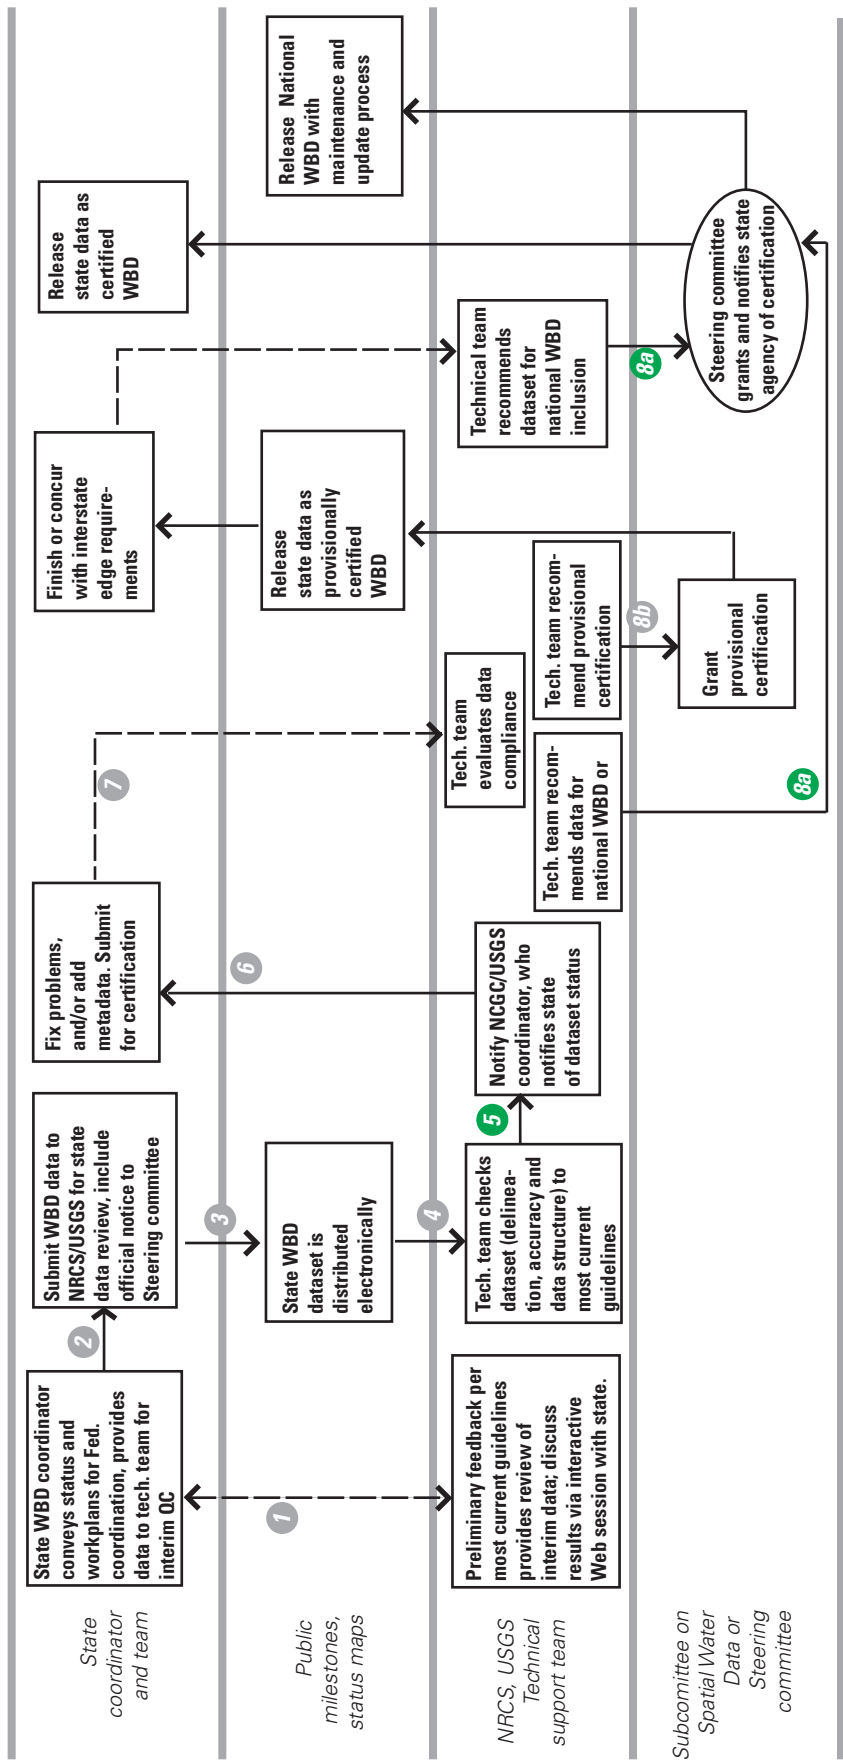 State
coordinator
and team
State WBD coordinator
conveys status and
workplans for Fed.
coordination, provides
data to tech. team for
interim QC
2
Submit WBD data to
NRCS/USGS for state
data review, include
official notice to
Steering committee
Fix problems,
and/or add
metadata. Submit
for certification
7
Finish or concur
with interstate
edge require-
ments
Release
state data as
certified
WBD
1
3
6
Public
milestones,
status maps
State WBD
dataset is
distributed
electronically
Release
state data as
provisionally
certified
WBD
Release National
WBD with
maintenance and
update process
4
NRCS, USGS
Technical
support team
Preliminary feedback per
most current guidelines
provides review of
interim data; discuss
results via interactive
Web session with state.
Tech. team checks
dataset (delinea-
tion, accuracy and
data structure) to
most current
guidelines
5
Notify NCGC/USGS
coordinator, who
notifies state
of dataset status
Tech. team
evaluates data
compliance
Tech. team recom-
mends data for
national WBD or
Tech. team recom-
mend provisional
certification
Technical team
recommends
dataset for
national WBD
inclusion
8b
8a
Subcomittee on
Spatial Water
Data or
Steering
committee
Grant
provisional
certification
Steering committee
grants and notifies state
agency of certification
8a